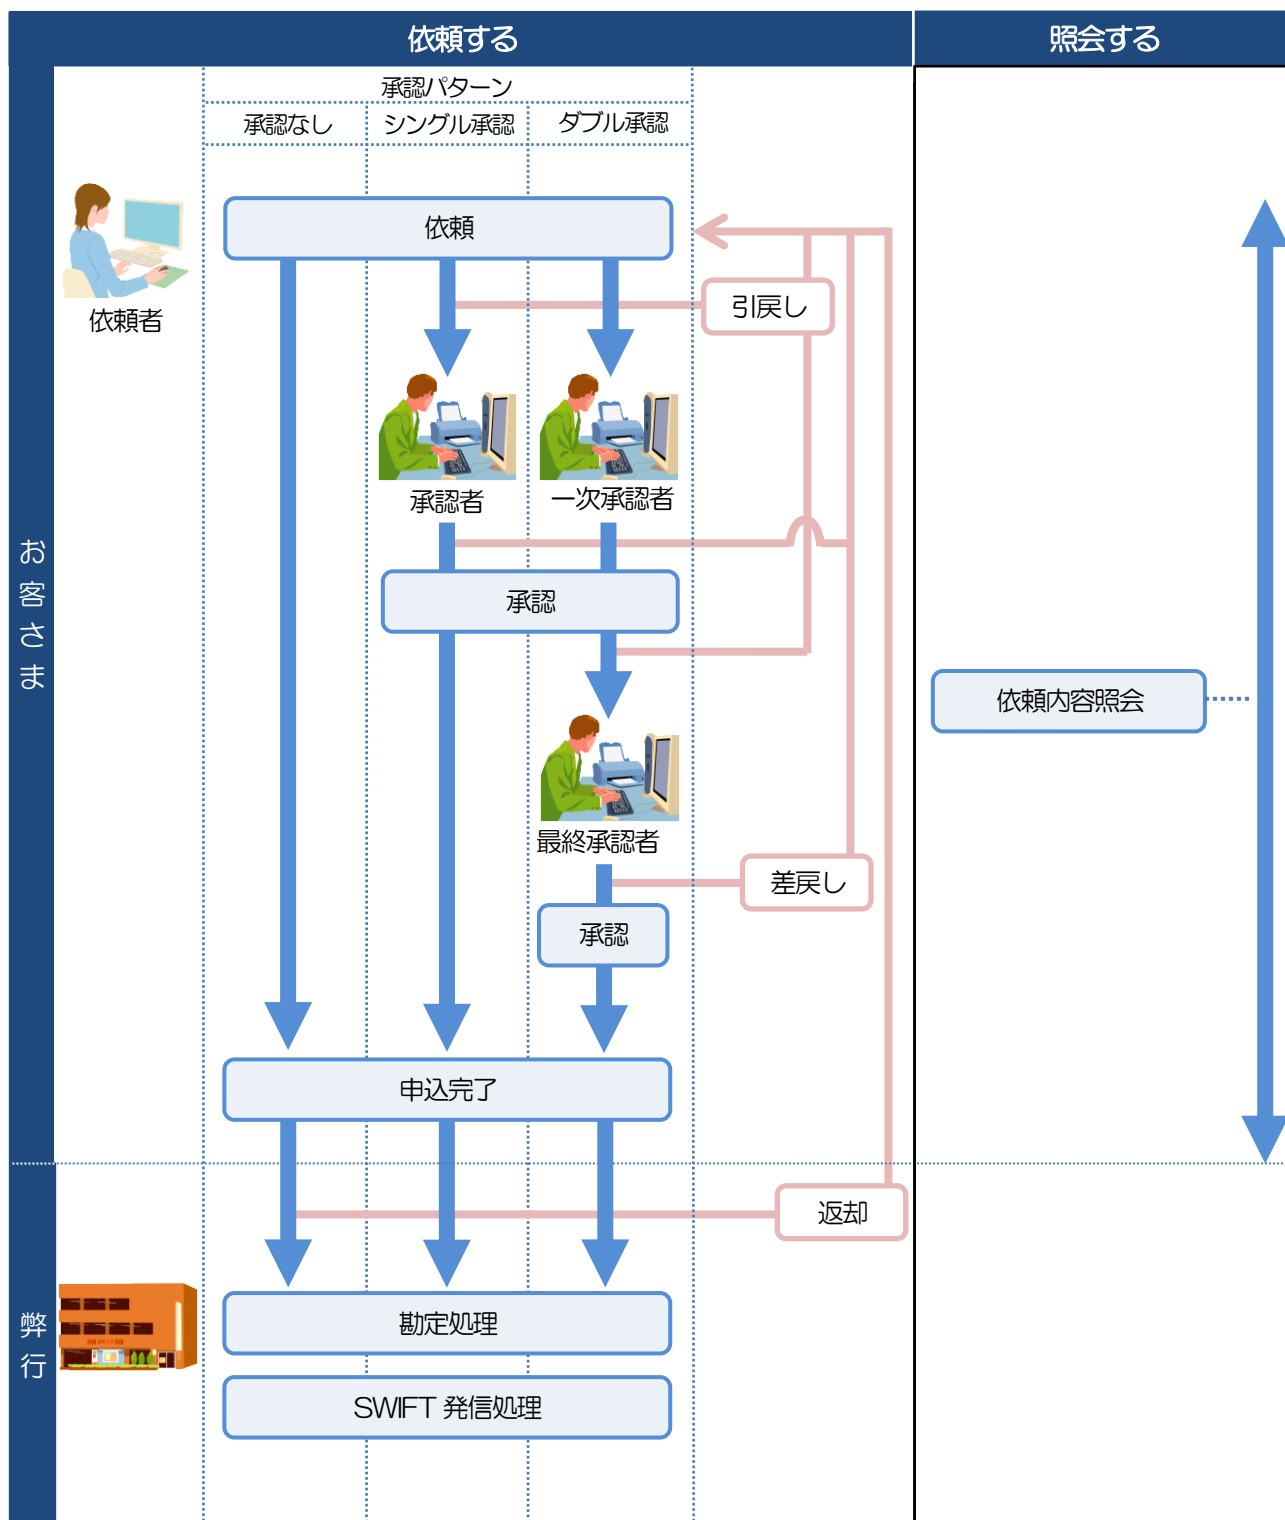 依頼する
照会する
承認パターン
承認なし
シングル承認
ダブル承認
依頼
引戻し
依頼者
承認者
一次承認者
お客さま
承認
依頼内容照会
最終承認者
差戻し
承認
申込完了
返却
弊行
勘定処理
SWIFT 発信処理